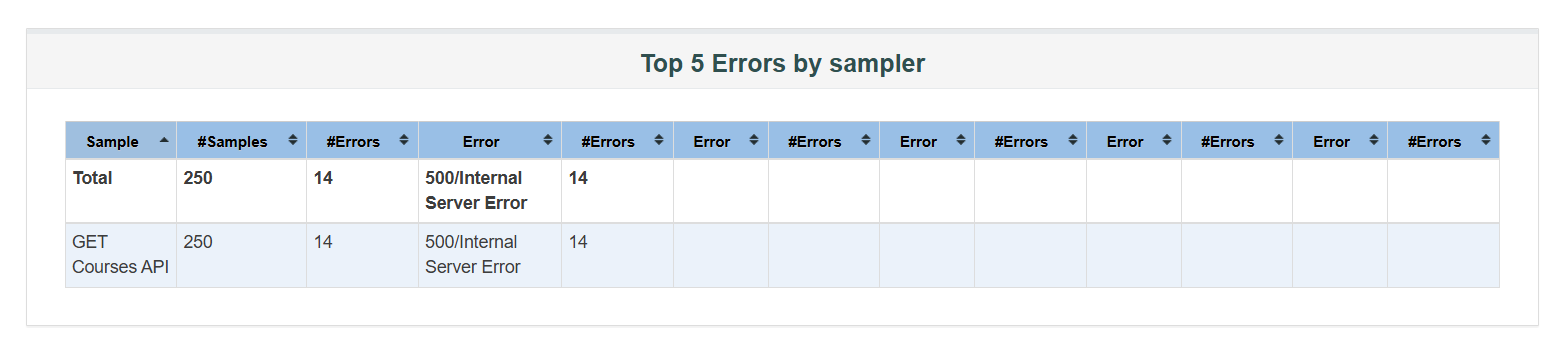 Top 5 Errors by sampler
Sample #Samples #Errors Error #Errors Error #Errors Error #Errors Error #Errors Error #Errors
Total 250 14 500/Internal Server Error 14
GET Courses API 250 14 500/Internal Server Error 14